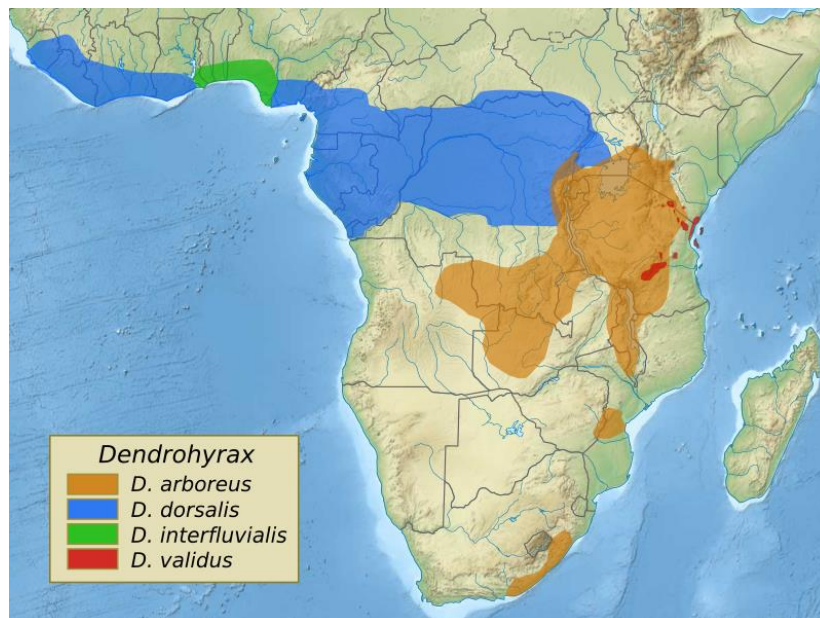 Dendrohyrax
D. arboreus
D. dorsalis
D. interfluvialis
D. validus